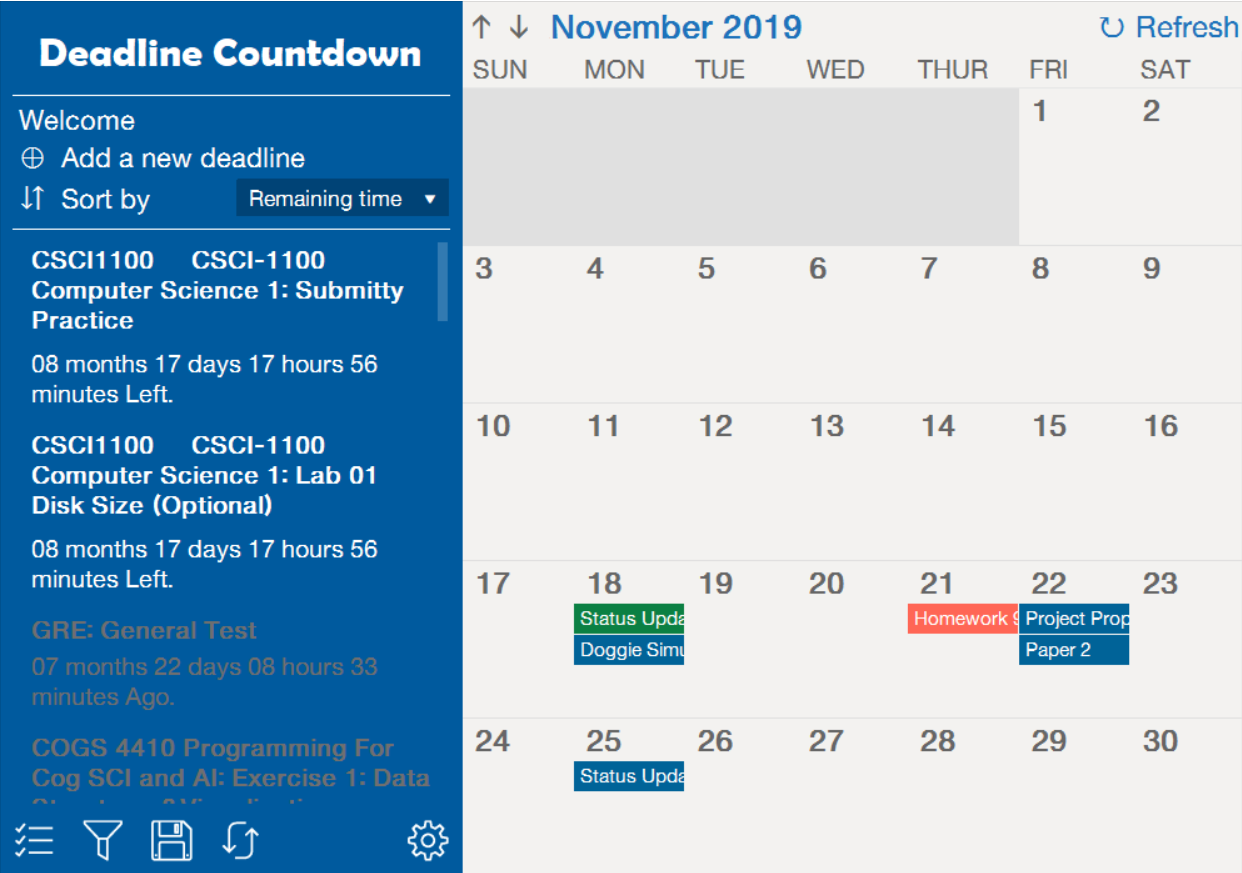 Deadline Countdown
Welcome
Add a new deadline
Sort by Remaining time
CSCI1100 CSCI-1100
Computer Science 1: Submitty
Practice
08 months 17 days 17 hours 56
minutes Left.
CSCI1100 CSCI-1100
Computer Science 1: Lab 01
Disk Size (Optional)
08 months 17 days 17 hours 56
minutes Left.
GRE: General Test
07 months 22 days 08 hours 33
minutes Ago.
COGS 4410 Programming For
Cog SCI and AI: Exercise 1: Data
November 2019
Refresh
SUN MON TUE WED THUR FRI SAT
1 2
3 4 5 6 7 8 9
10 11 12 13 14 15 16
17 18 19 20 21 22 23
Status Upda Homework 9 Project Prop
Doggie Simu Paper 2
24 25 26 27 28 29 30
Status Upda